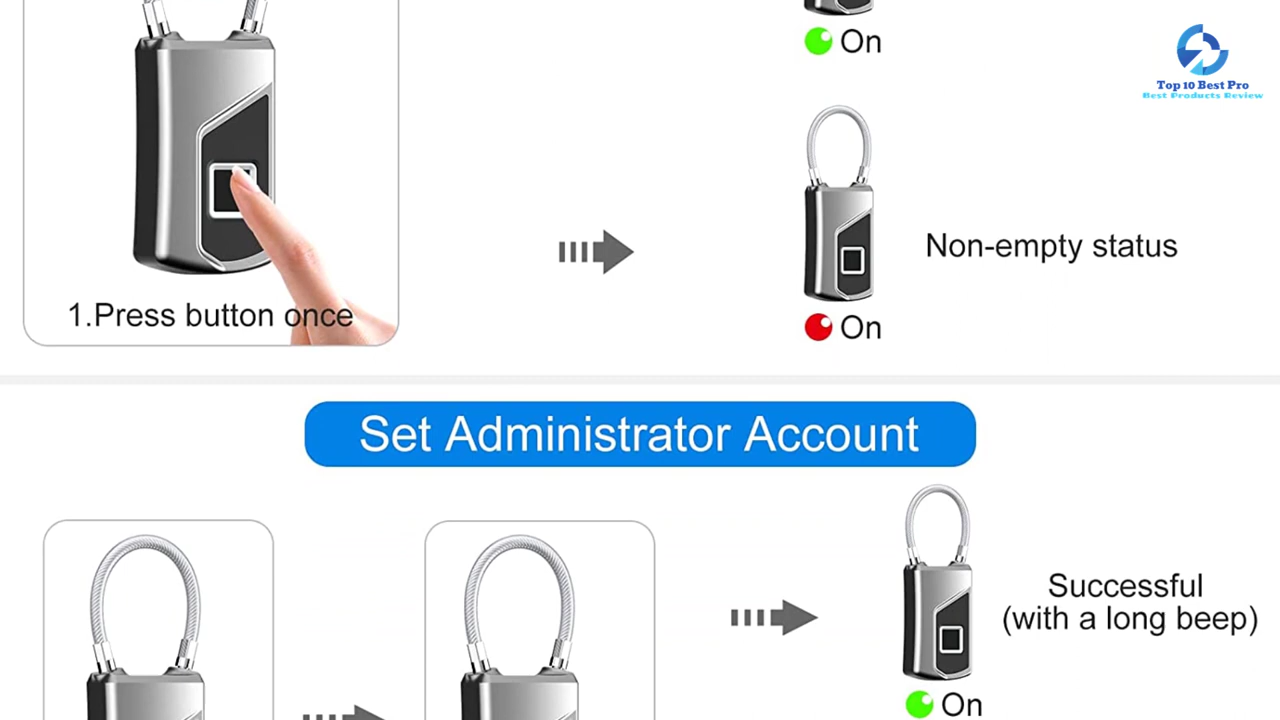 On
Top 10 Best Pro
Best Products Review
Non-empty status
On
1.Press button once
Set Administrator Account
Successful
(with a long beep)
On